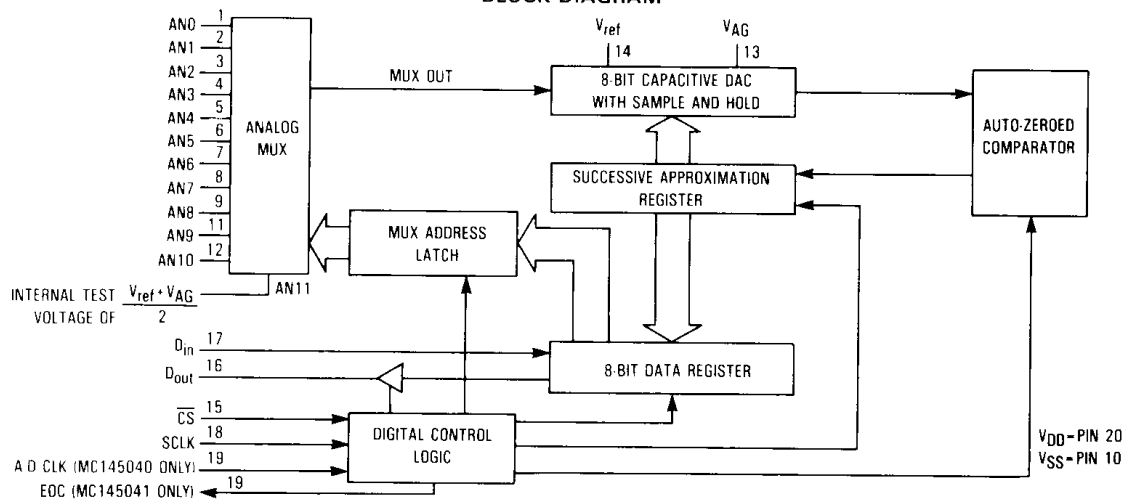 BLOCK DIAGRAM
AN0 1
AN1 2
AN2 3
AN3 4
AN4 5
AN5 6
AN6 7
AN7 8
AN8 9
AN9 11
AN10 12
ANALOG
MUX
AN11
INTERNAL TEST
VOLTAGE OF
Vref + VAG
2
MUX OUT
Vref
14
VAG
13
8-BIT CAPACITIVE DAC
WITH SAMPLE AND HOLD
AUTO-ZEROED
COMPARATOR
SUCCESSIVE APPROXIMATION
REGISTER
MUX ADDRESS
LATCH
Din 17
Dout 16
8-BIT DATA REGISTER
CS 15
SCLK 18
A D CLK (MC145040 ONLY) 19
EOC (MC145041 ONLY) 19
DIGITAL CONTROL
LOGIC
VDD=PIN 20
VSS=PIN 10